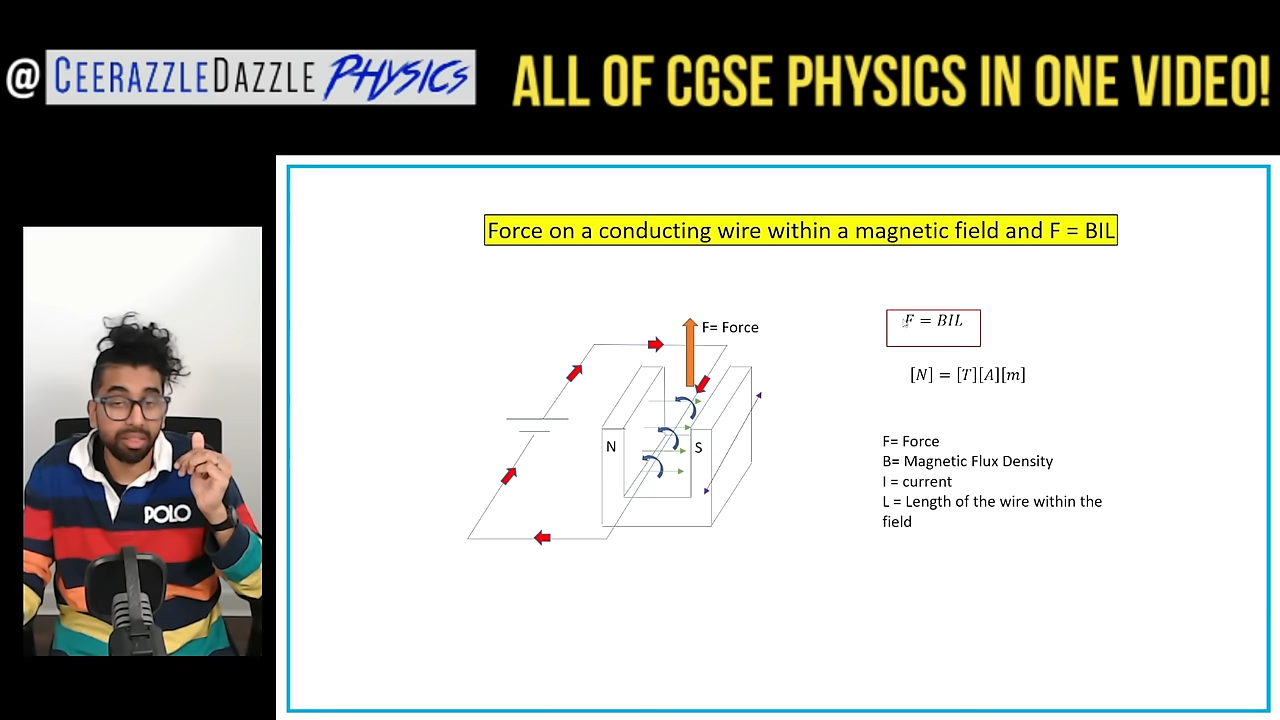 @ CEERAZZLEDAZZLE PHYSICS
ALL OF CGSE PHYSICS IN ONE VIDEO!
Force on a conducting wire within a magnetic field and F = BIL
F= Force
N
S
F = BIL
[N] = [T][A][m]
F= Force
B= Magnetic Flux Density
I = current
L = Length of the wire within the
field
POLO